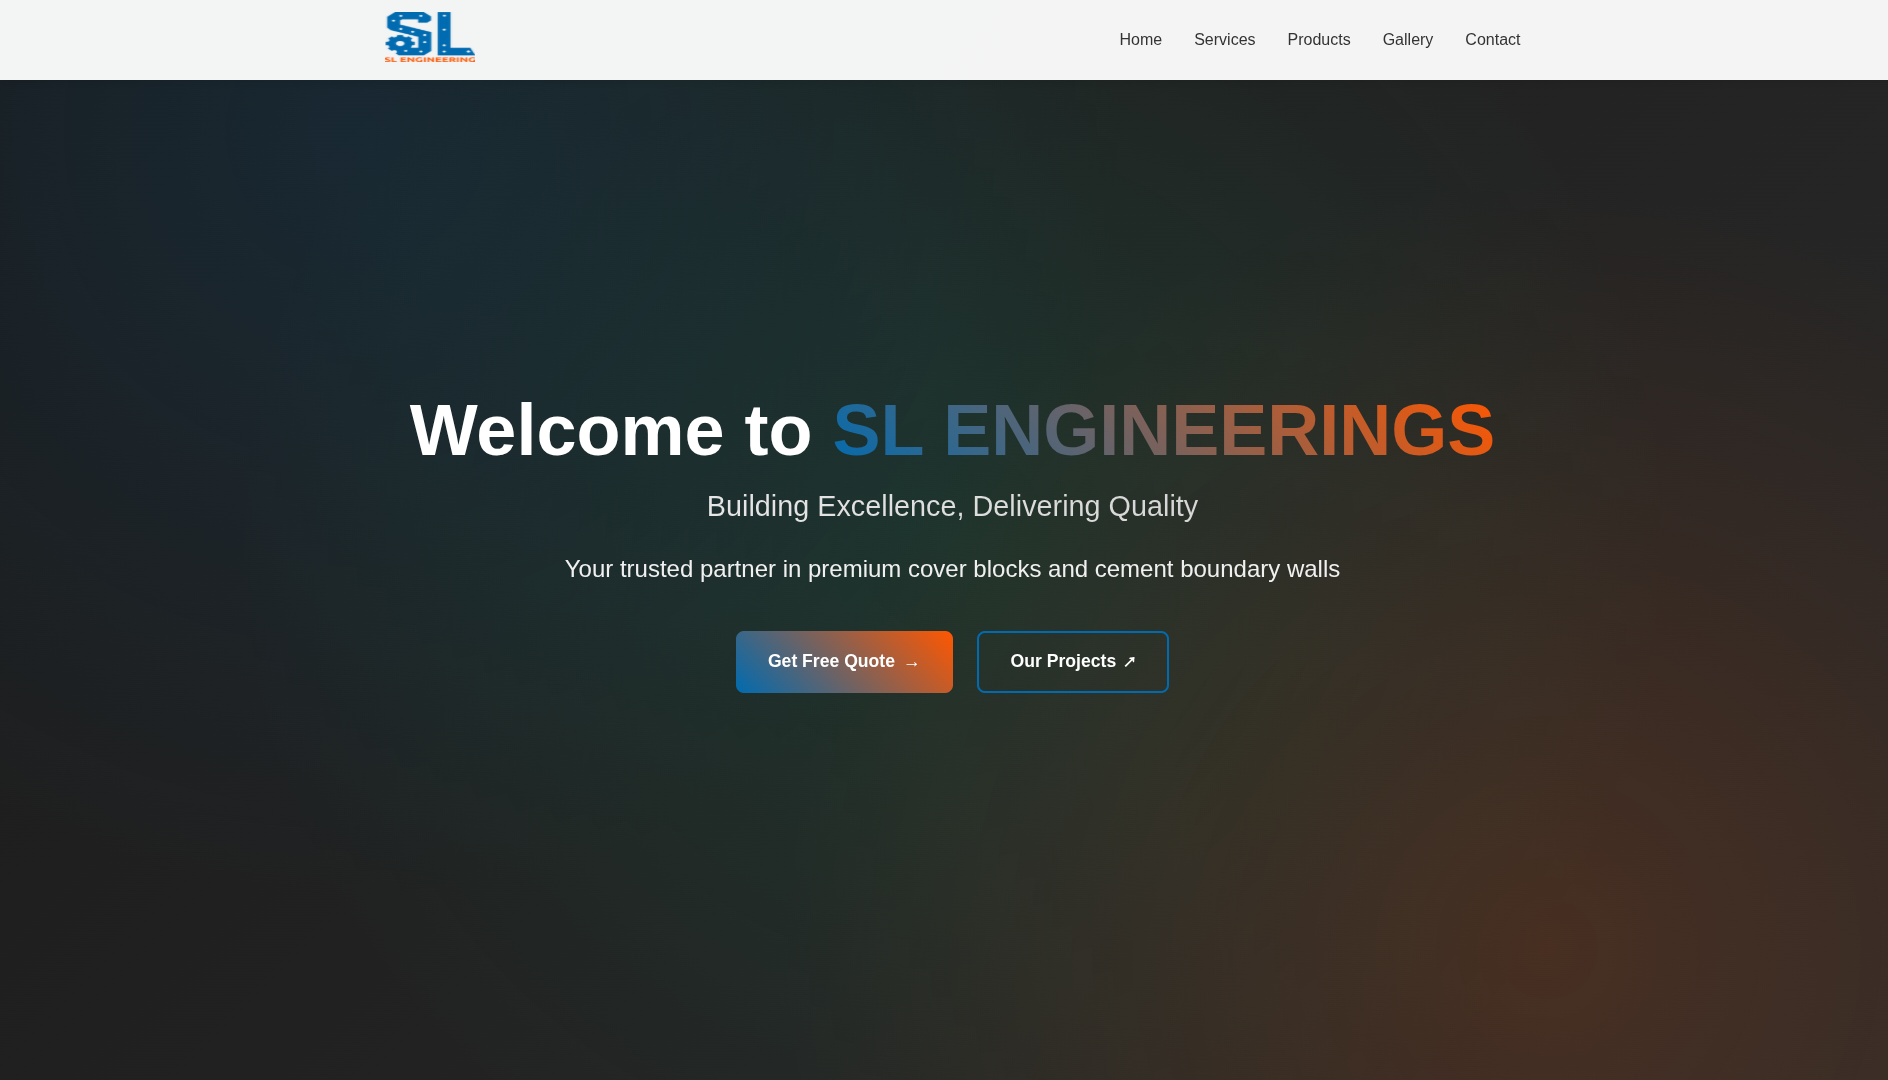 SL
SL ENGINEERING
Home Services Products Gallery Contact
Welcome to SL ENGINEERINGS
Building Excellence, Delivering Quality
Your trusted partner in premium cover blocks and cement boundary walls
Get Free Quote →
Our Projects ↗